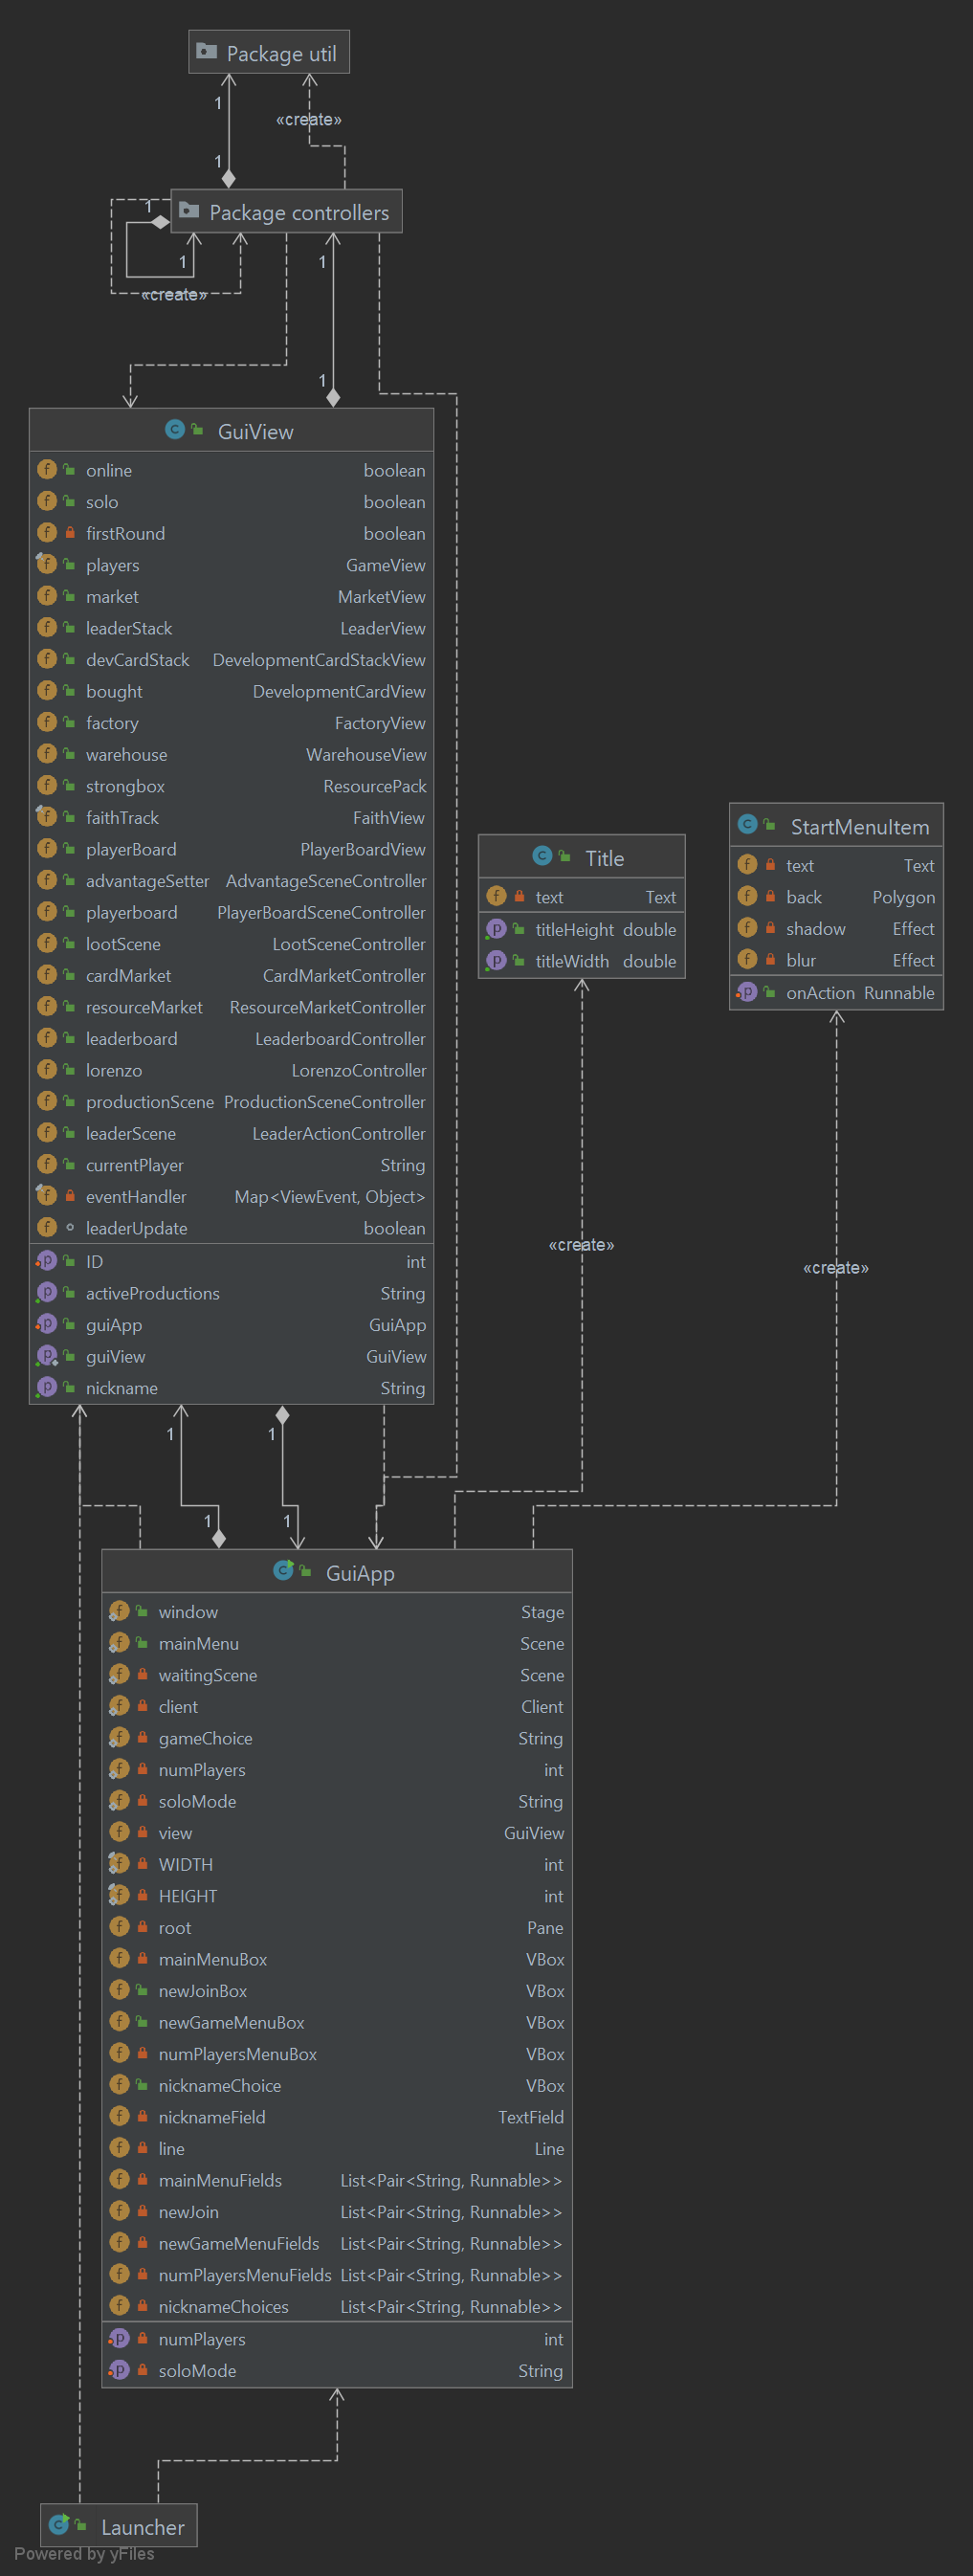 Package util
1
«create»
1
Package controllers
1
1
1
«create»
1
GuiView
online boolean
solo boolean
firstRound boolean
players GameView
market MarketView
leaderStack LeaderView
devCardStack DevelopmentCardStackView
bought DevelopmentCardView
factory FactoryView
warehouse WarehouseView
strongbox ResourcePack
faithTrack FaithView
playerBoard PlayerBoardView
advantageSetter AdvantageSceneController
playerboard PlayerBoardSceneController
lootScene LootSceneController
cardMarket CardMarketController
resourceMarket ResourceMarketController
leaderboard LeaderboardController
lorenzo LorenzoController
productionScene ProductionSceneController
leaderScene LeaderActionController
currentPlayer String
eventHandler Map<ViewEvent, Object>
leaderUpdate boolean
ID int
activeProductions String
guiApp GuiApp
guiView GuiView
nickname String
Title
text Text
titleHeight double
titleWidth double
StartMenuItem
text Text
back Polygon
shadow Effect
blur Effect
onAction Runnable
«create»
«create»
1
1
1
1
GuiApp
window Stage
mainMenu Scene
waitingScene Scene
client Client
gameChoice String
numPlayers int
soloMode String
view GuiView
WIDTH int
HEIGHT int
root Pane
mainMenuBox VBox
newJoinBox VBox
newGameMenuBox VBox
numPlayersMenuBox VBox
nicknameChoice VBox
nicknameField TextField
line Line
mainMenuFields List<Pair<String, Runnable>>
newJoin List<Pair<String, Runnable>>
newGameMenuFields List<Pair<String, Runnable>>
numPlayersMenuFields List<Pair<String, Runnable>>
nicknameChoices List<Pair<String, Runnable>>
numPlayers int
soloMode String
Launcher
Powered by yFiles